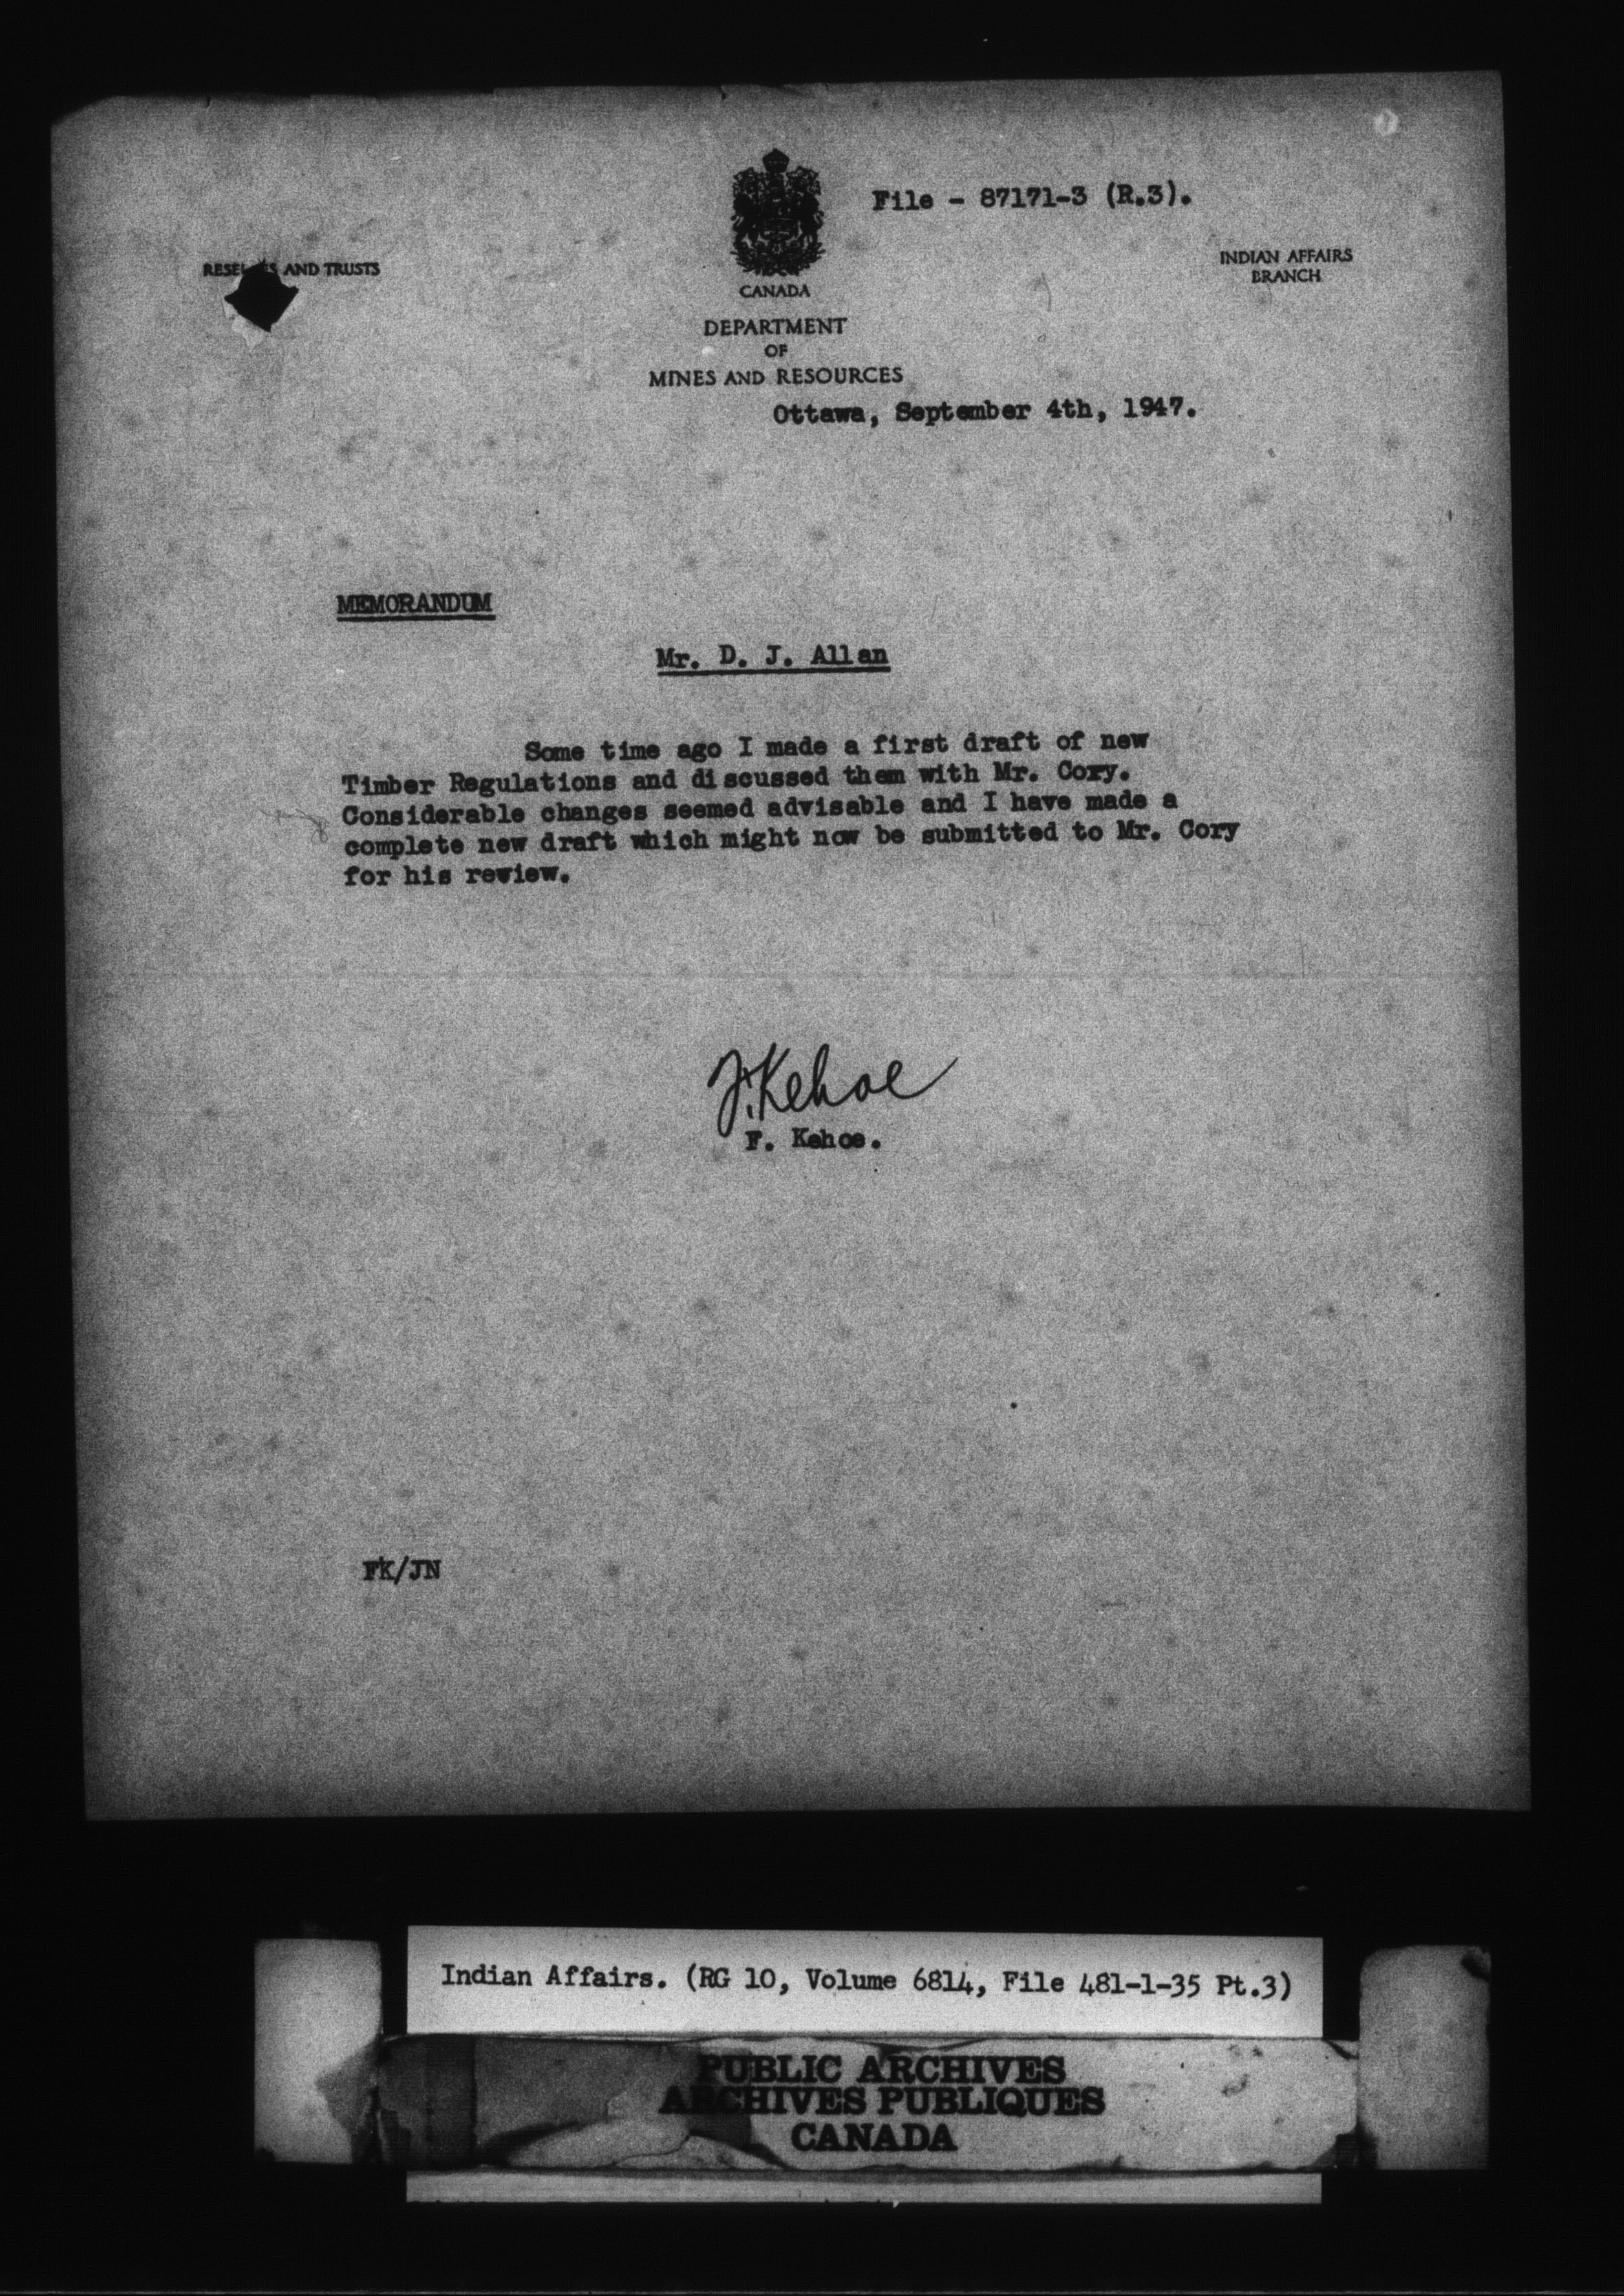 File - 87171-3 (R.3).
AND TRUSTS
INDIAN AFFAIRS
BRANCH
CANADA
DEPARTMENT
OF
MINES AND RESOURCES
Ottawa, September 4th, 1947.
MEMORANDUM
Mr. D. J. Allan
Some time ago I made a first draft of new
Timber Regulations and discussed them with Mr. Cory.
Considerable changes seemed advisable and I have made a
complete new draft which might now be submitted to Mr. Cory
for his review.
F. Kehoe
F. Kehoe.
FK/JN
Indian Affairs. (RG 10, Volume 6814, File 481-1-35 Pt.3)
PUBLIC ARCHIVES
ARCHIVES PUBLIQUES
CANADA